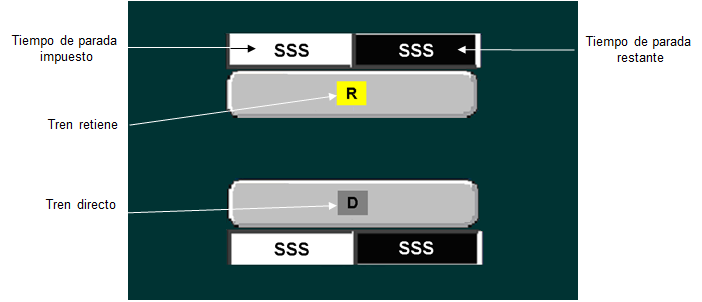 Tiempo de parada
impuesto
SSS
SSS
Tiempo de parada
restante
R
Tren retiene
D
Tren directo
SSS
SSS